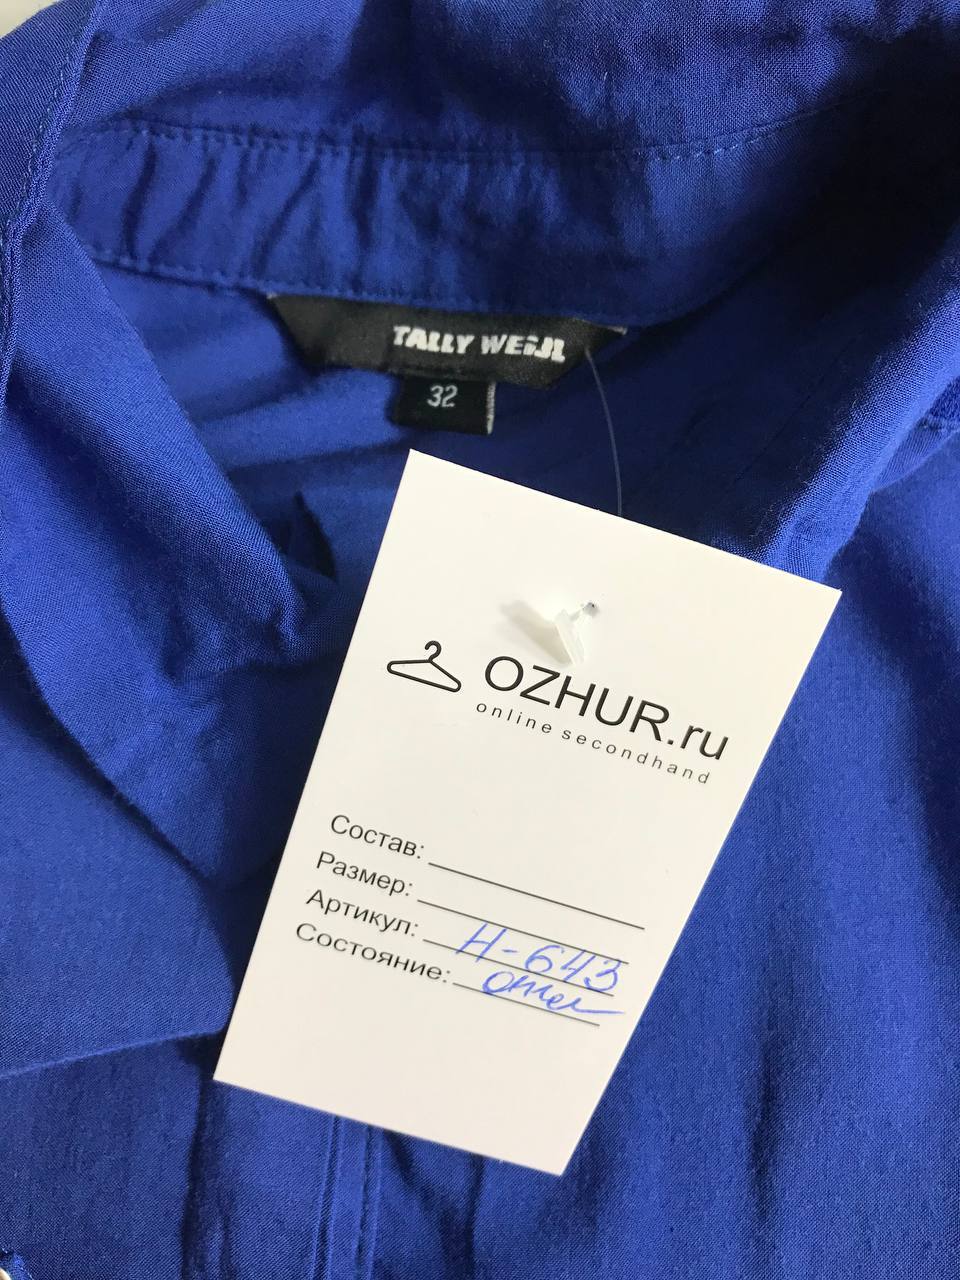 TALLY WEiJL
32
OZHUR.ru
online secondhand
Состав:
Размер:
Артикул: Н-643
Состояние: отл